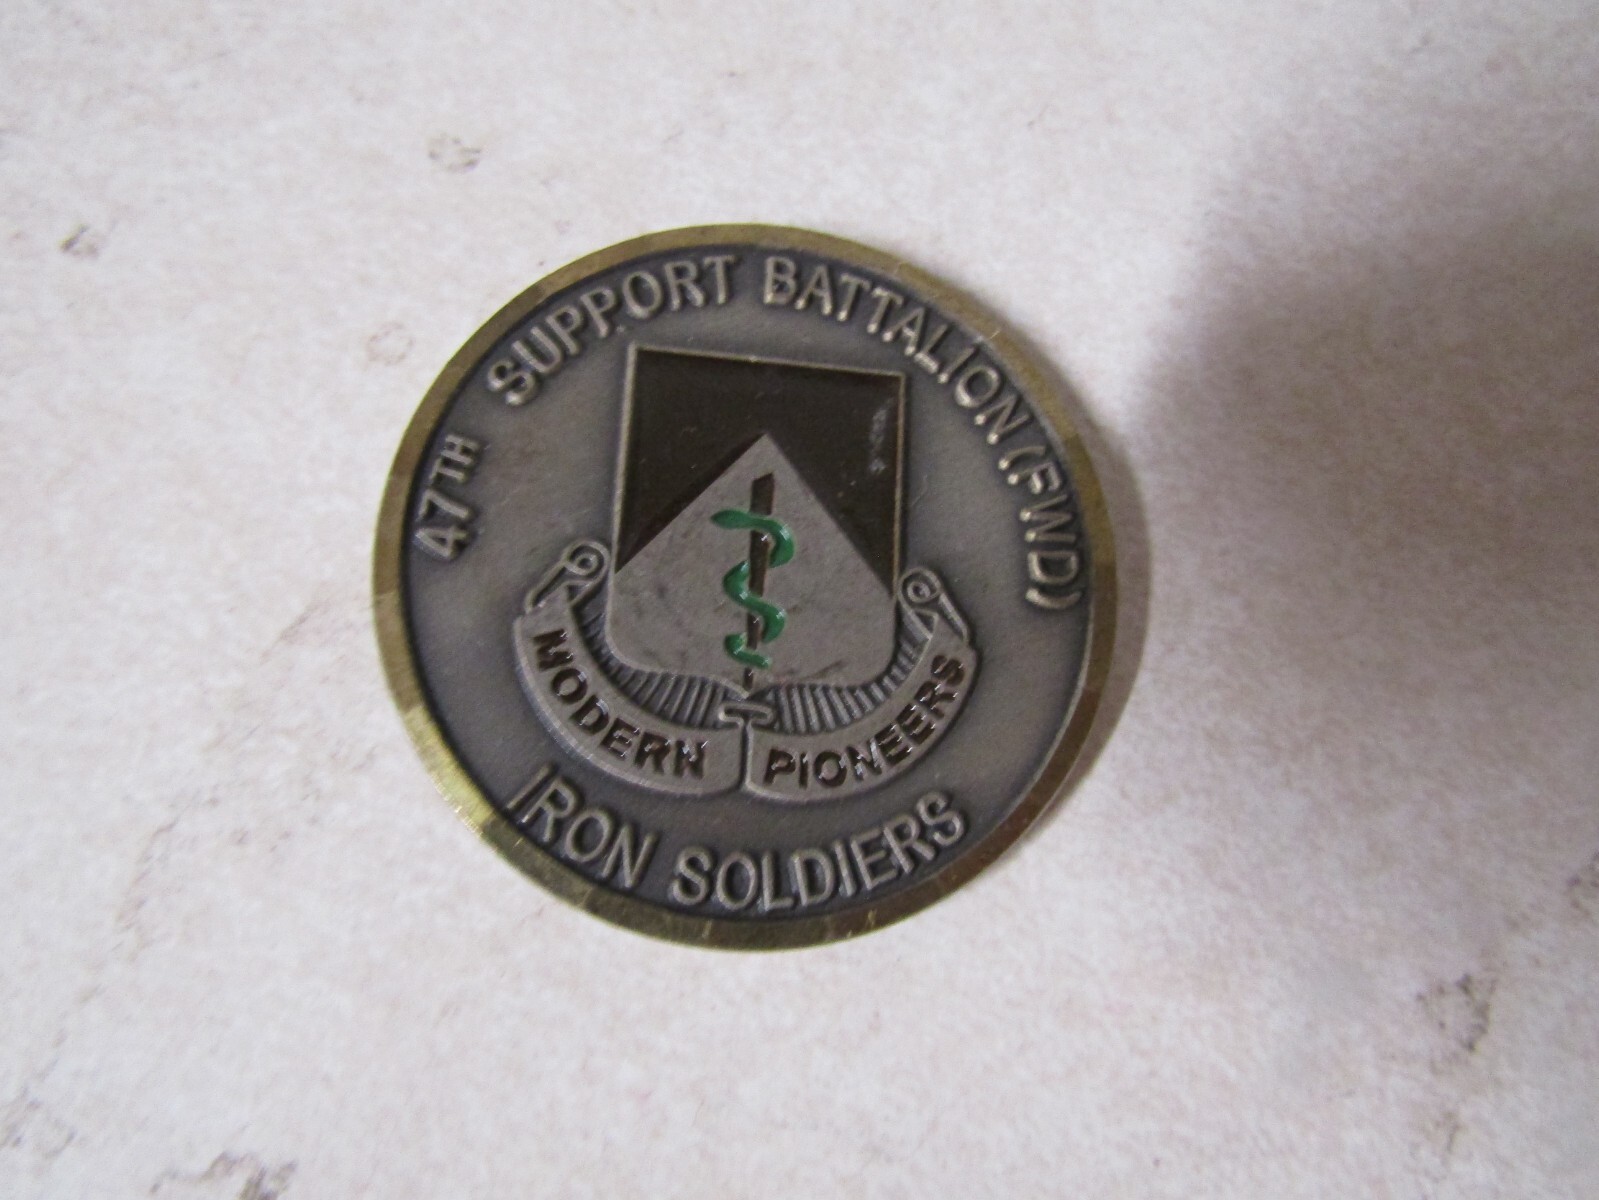 47TH SUPPORT BATTALION (FWD)
MODERN PIONEERS
IRON SOLDIERS